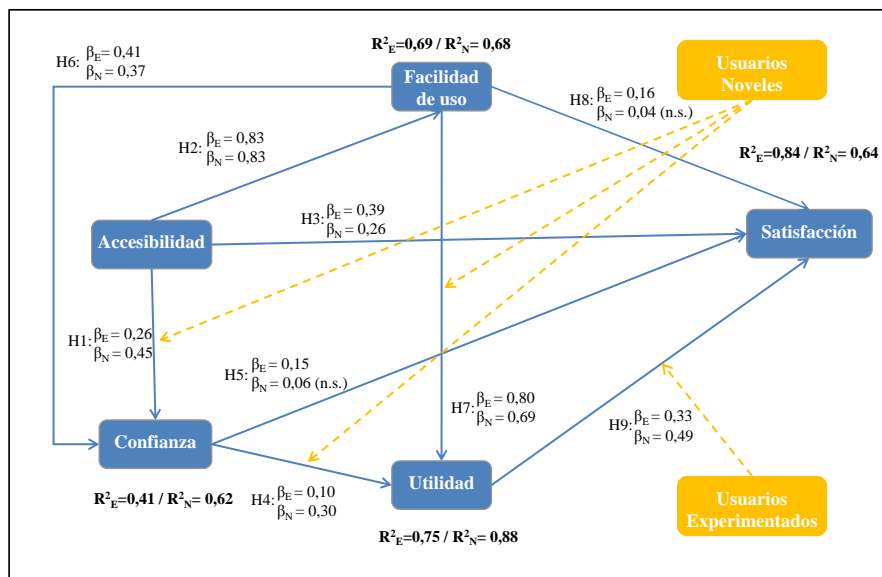 R²E=0,69 / R²N= 0,68
H6: βE= 0,41
βN= 0,37
Facilidad
de uso
Usuarios
Noveles
H8: βE= 0,16
βN= 0,04 (n.s.)
H2: βE= 0,83
βN= 0,83
R²E=0,84 / R²N= 0,64
Accesibilidad
H3: βE= 0,39
βN= 0,26
Satisfacción
H1: βE= 0,26
βN= 0,45
H5: βE= 0,15
βN= 0,06 (n.s.)
H7: βE= 0,80
βN= 0,69
H9: βE= 0,33
βN= 0,49
Confianza
Utilidad
R²E=0,41 / R²N= 0,62
H4: βE= 0,10
βN= 0,30
Usuarios
Experimentados
R²E=0,75 / R²N= 0,88